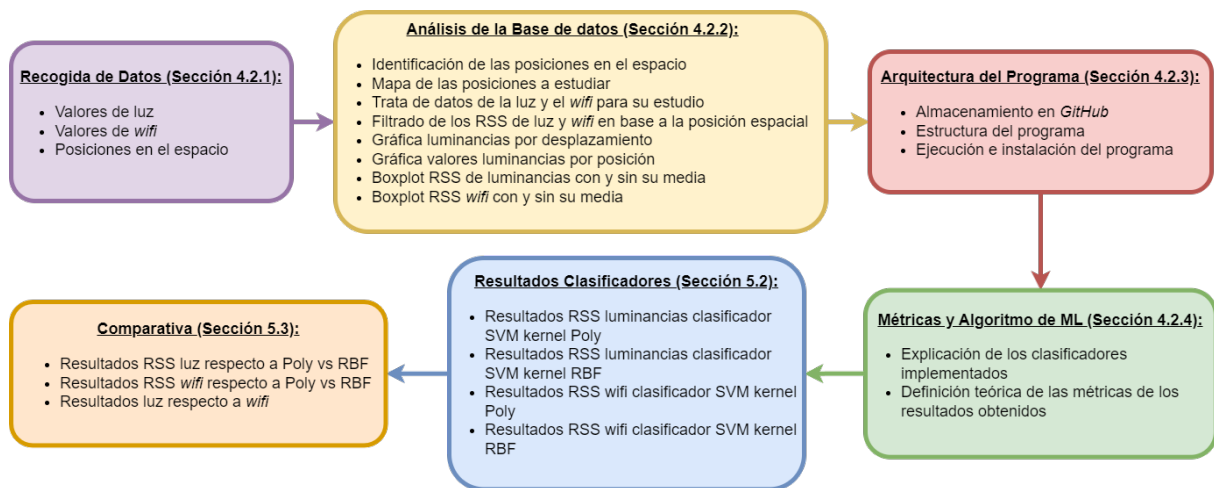 Recogida de Datos (Sección 4.2.1):
• Valores de luz
• Valores de wifi
• Posiciones en el espacio
Análisis de la Base de datos (Sección 4.2.2):
• Identificación de las posiciones en el espacio
• Mapa de las posiciones a estudiar
• Trata de datos de la luz y el wifi para su estudio
• Filtrado de los RSS de luz y wifi en base a la posición espacial
• Gráfica luminancias por desplazamiento
• Gráfica valores luminancias por posición
• Boxplot RSS de luminancias con y sin su media
• Boxplot RSS wifi con y sin su media
Arquitectura del Programa (Sección 4.2.3):
• Almacenamiento en GitHub
• Estructura del programa
• Ejecución e instalación del programa
Métricas y Algoritmo de ML (Sección 4.2.4):
• Explicación de los clasificadores
implementados
• Definición teórica de las métricas de los
resultados obtenidos
Resultados Clasificadores (Sección 5.2):
• Resultados RSS luminancias clasificador
SVM kernel Poly
• Resultados RSS luminancias clasificador
SVM kernel RBF
• Resultados RSS wifi clasificador SVM kernel
Poly
• Resultados RSS wifi clasificador SVM kernel
RBF
Comparativa (Sección 5.3):
• Resultados RSS luz respecto a Poly vs RBF
• Resultados RSS wifi respecto a Poly vs RBF
• Resultados luz respecto a wifi